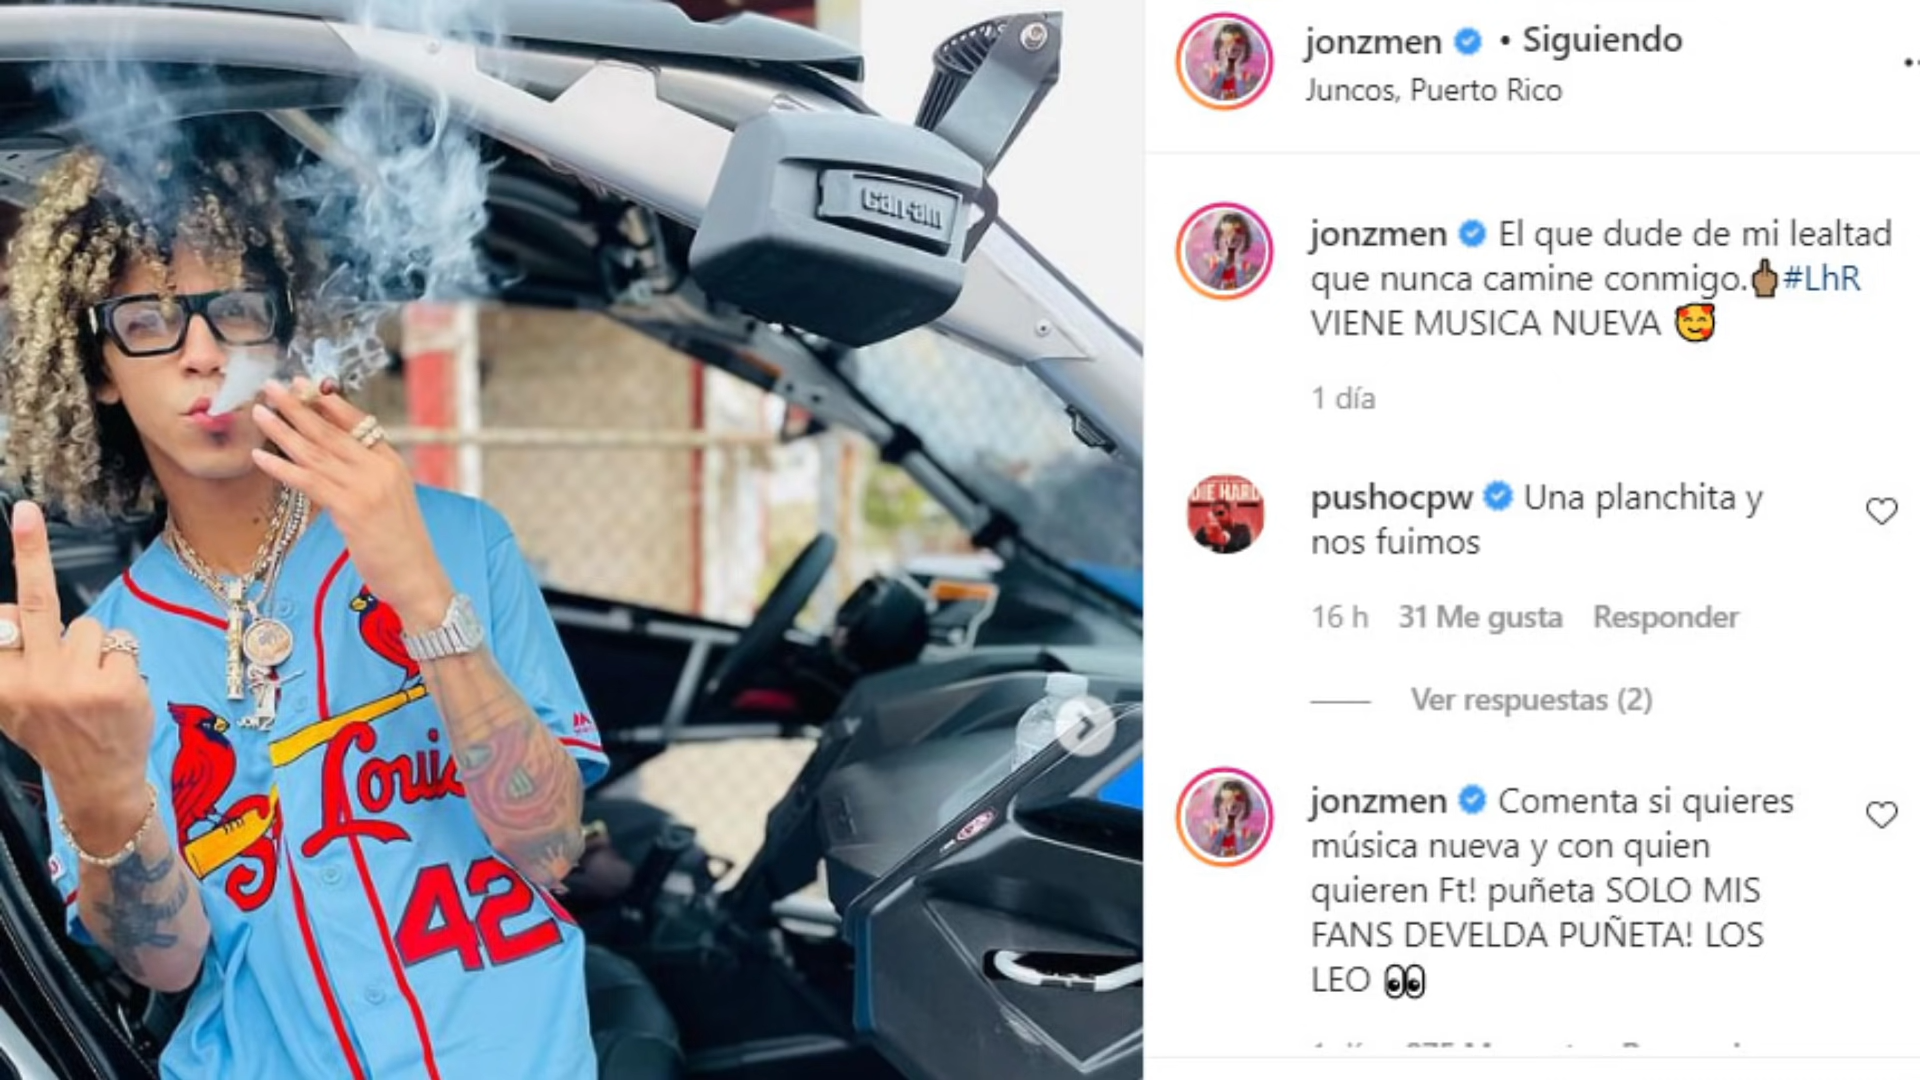 can-am
Louis
42
jonzmen • Siguiendo
Juncos, Puerto Rico
jonzmen El que dude de mi lealtad
que nunca camine conmigo.🖕🏽#LhR
VIENE MUSICA NUEVA 🥰
1 día
DIE HARD
pushocpw Una planchita y
nos fuimos
16 h 31 Me gusta Responder
Ver respuestas (2)
jonzmen Comenta si quieres
música nueva y con quien
quieren Ft! puñeta SOLO MIS
FANS DEVELDA PUÑETA! LOS
LEO 👀